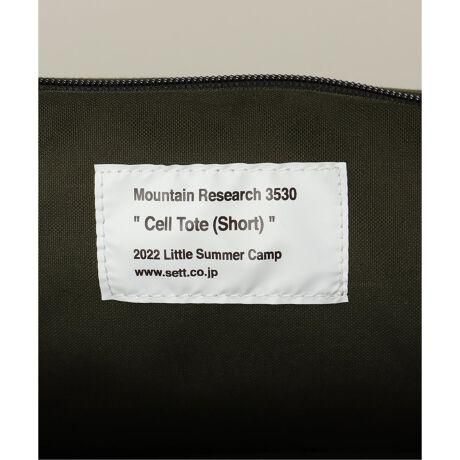 Mountain Research 3530
" Cell Tote (Short) "
2022 Little Summer Camp
www.sett.co.jp